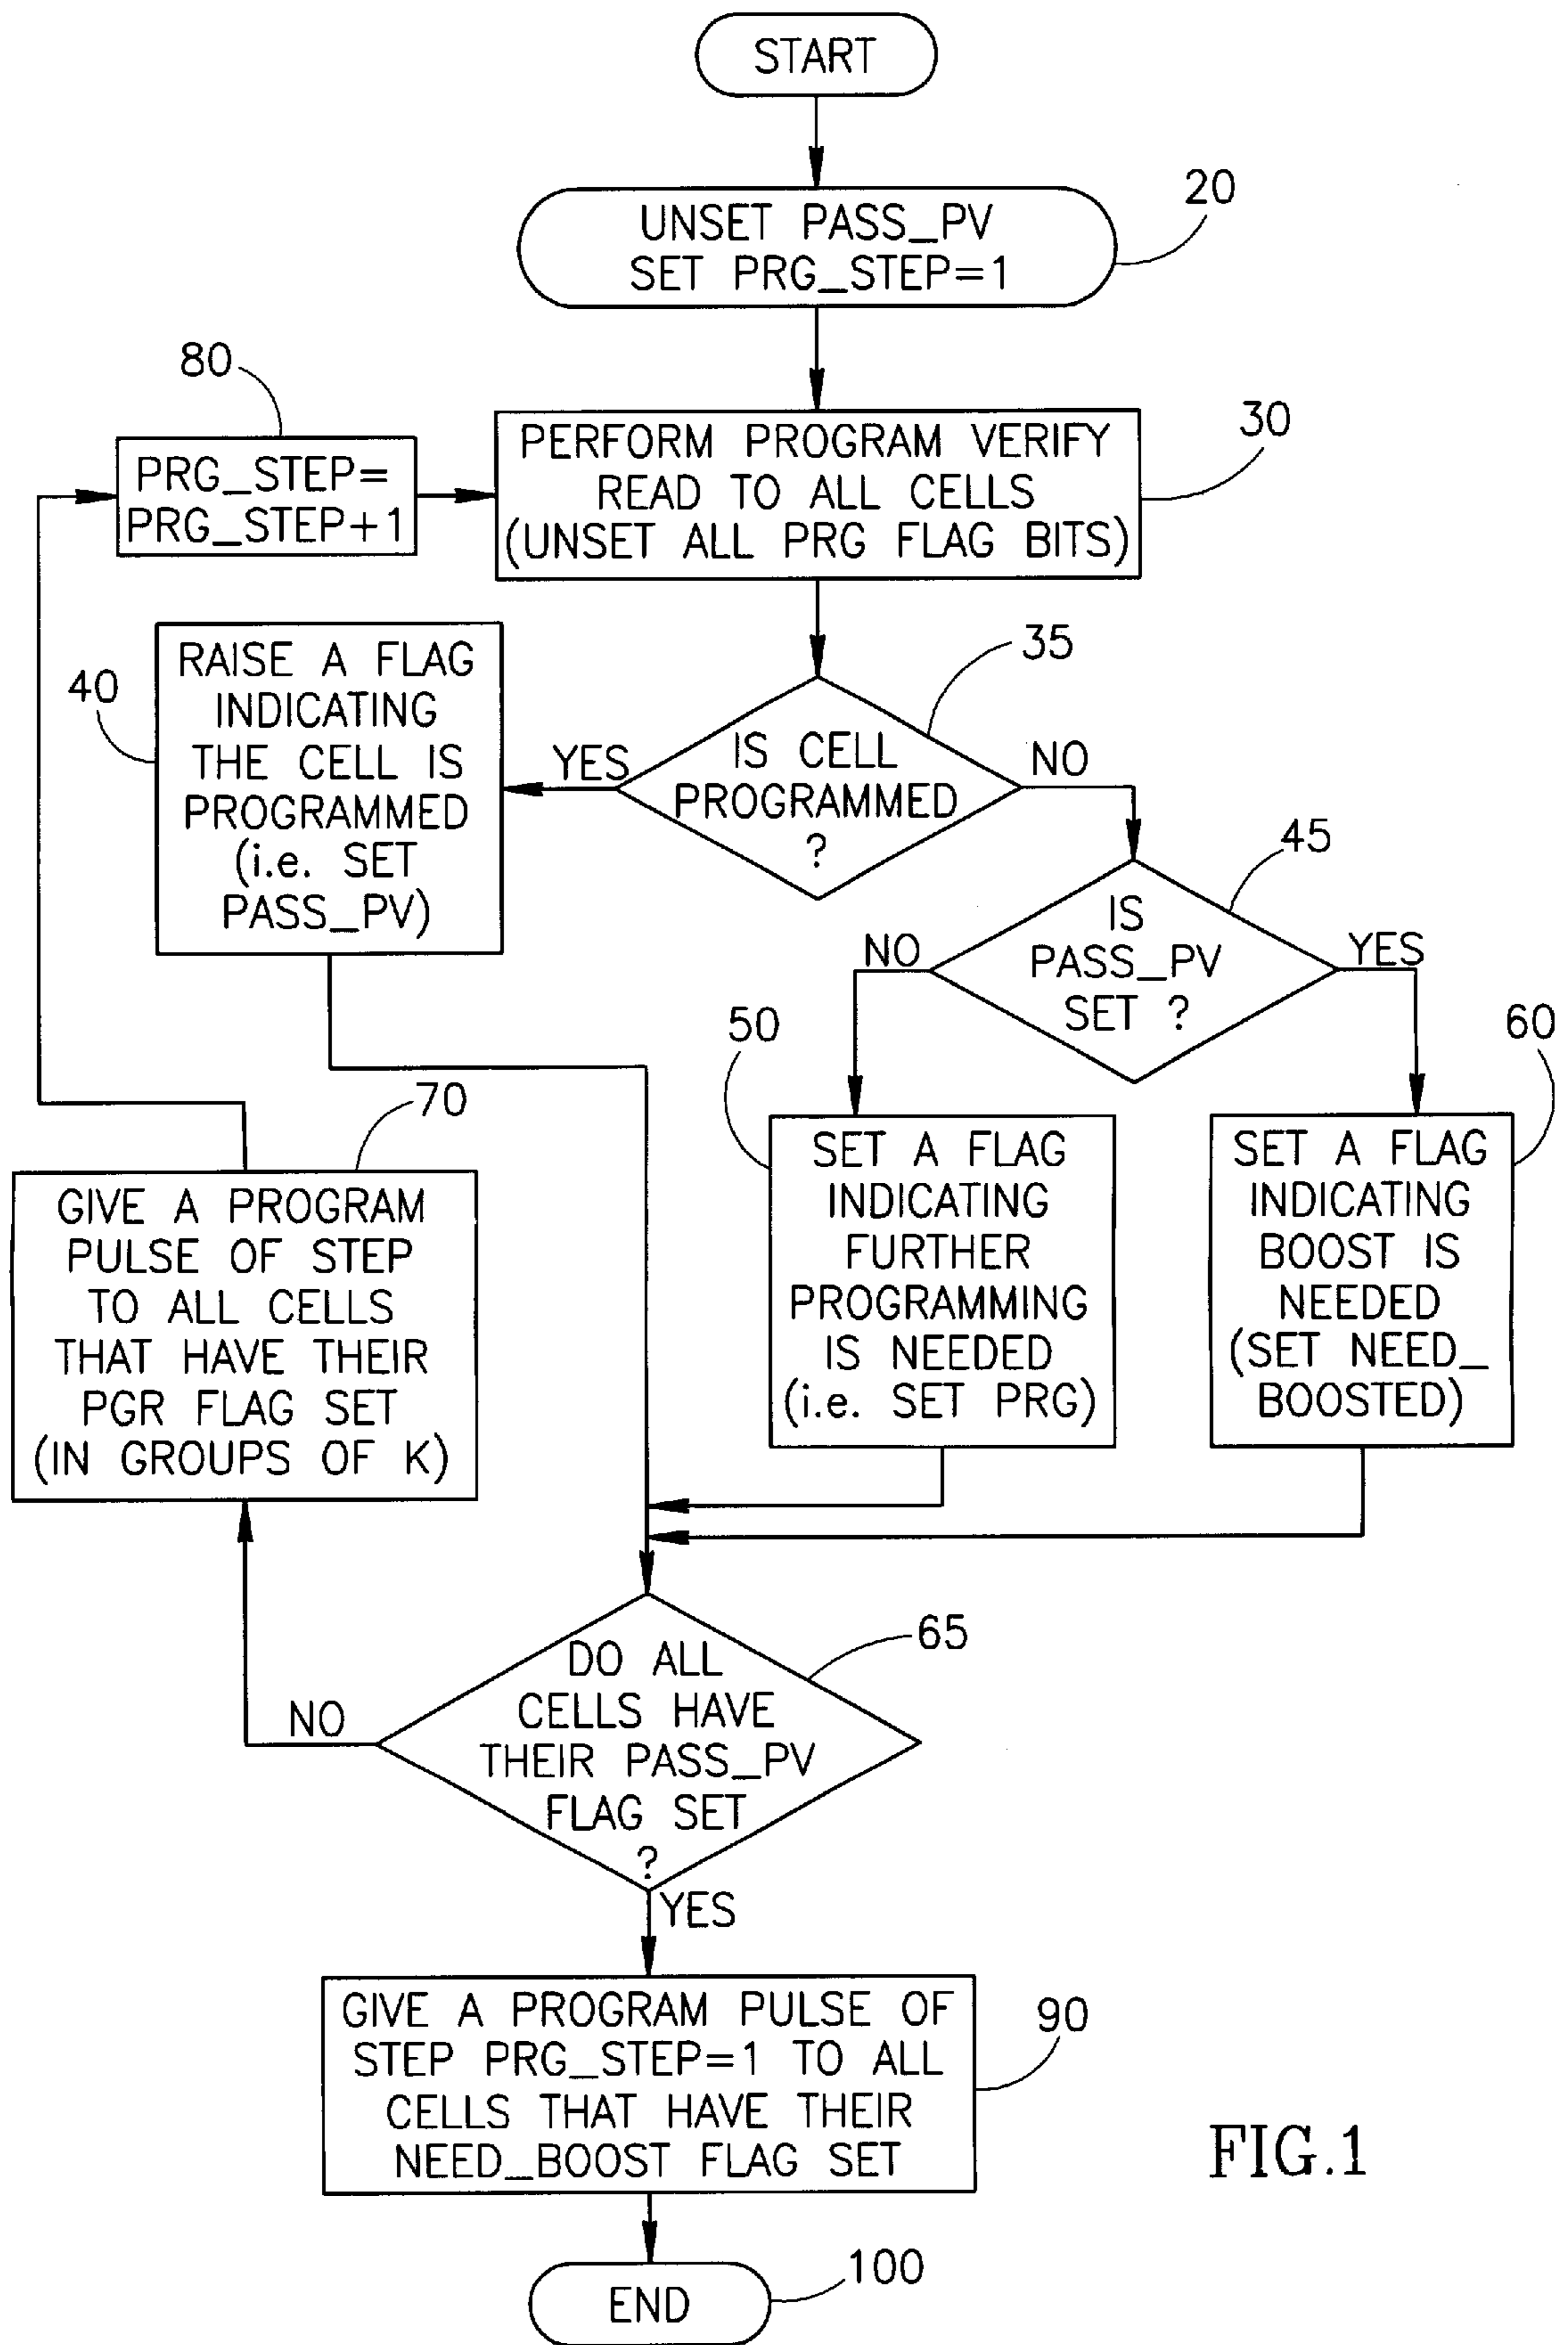 START
20
UNSET PASS_PV
SET PRG_STEP=1
80
PRG_STEP=
PRG_STEP+1
30
PERFORM PROGRAM VERIFY
READ TO ALL CELLS
(UNSET ALL PRG FLAG BITS)
40
RAISE A FLAG
INDICATING
THE CELL IS
PROGRAMMED
(i.e. SET
PASS_PV)
35
YES
IS CELL
PROGRAMMED
?
NO
45
NO
IS
PASS_PV
SET ?
YES
50
SET A FLAG
INDICATING
FURTHER
PROGRAMMING
IS NEEDED
(i.e. SET PRG)
60
SET A FLAG
INDICATING
BOOST IS
NEEDED
(SET NEED_
BOOSTED)
70
GIVE A PROGRAM
PULSE OF STEP
TO ALL CELLS
THAT HAVE THEIR
PGR FLAG SET
(IN GROUPS OF K)
65
NO
DO ALL
CELLS HAVE
THEIR PASS_PV
FLAG SET
?
YES
90
GIVE A PROGRAM PULSE OF
STEP PRG_STEP=1 TO ALL
CELLS THAT HAVE THEIR
NEED_BOOST FLAG SET
100
END
FIG.1